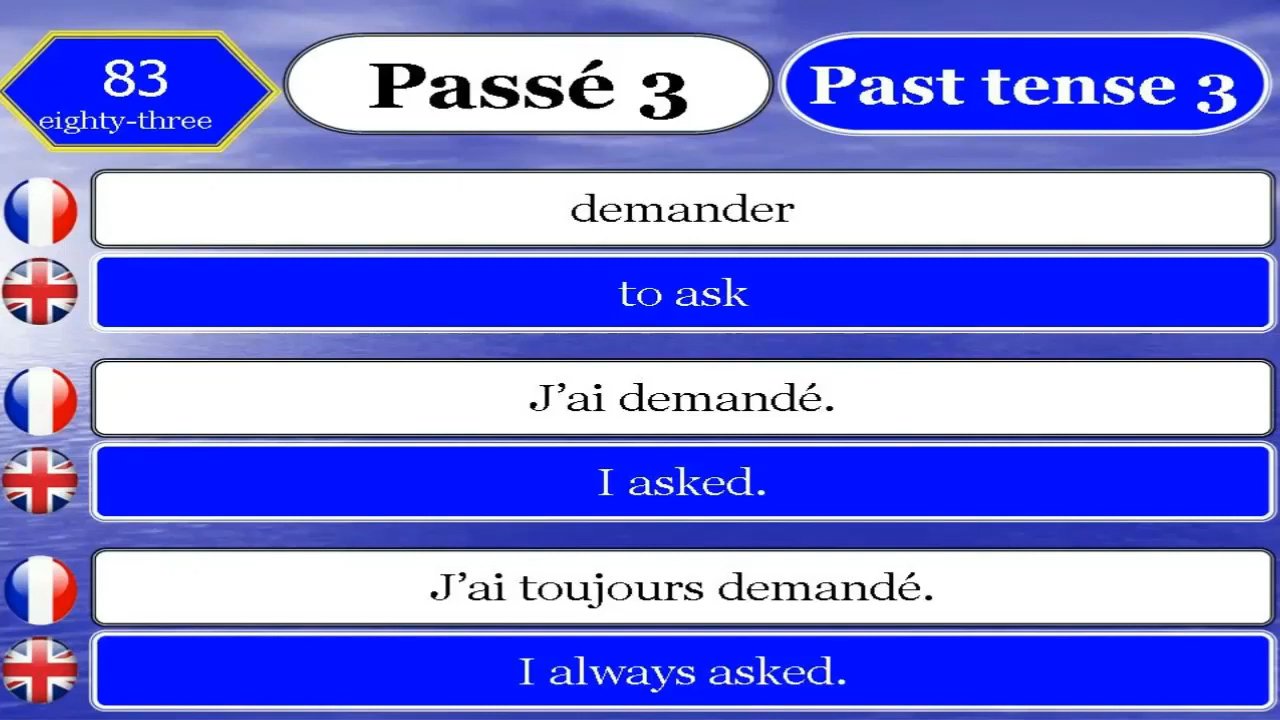 83
eighty-three
Passé 3
Past tense 3
demander
to ask
J’ai demandé.
I asked.
J’ai toujours demandé.
I always asked.